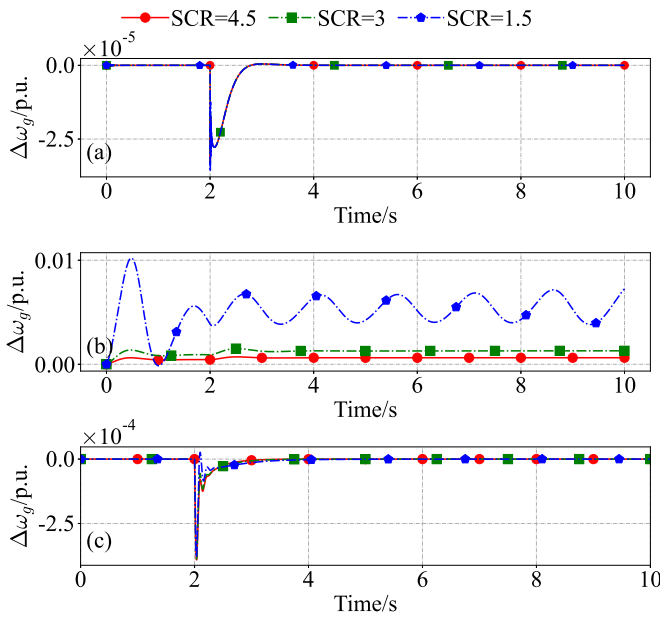 SCR=4.5 SCR=3 SCR=1.5
×10⁻⁵
0.0
-2.5
Δω_g/p.u.
(a)
0 2 4 6 8 10
Time/s
0.01
0.00
Δω_g/p.u.
(b)
0 2 4 6 8 10
Time/s
×10⁻⁴
0.0
-2.5
Δω_g/p.u.
(c)
0 2 4 6 8 10
Time/s